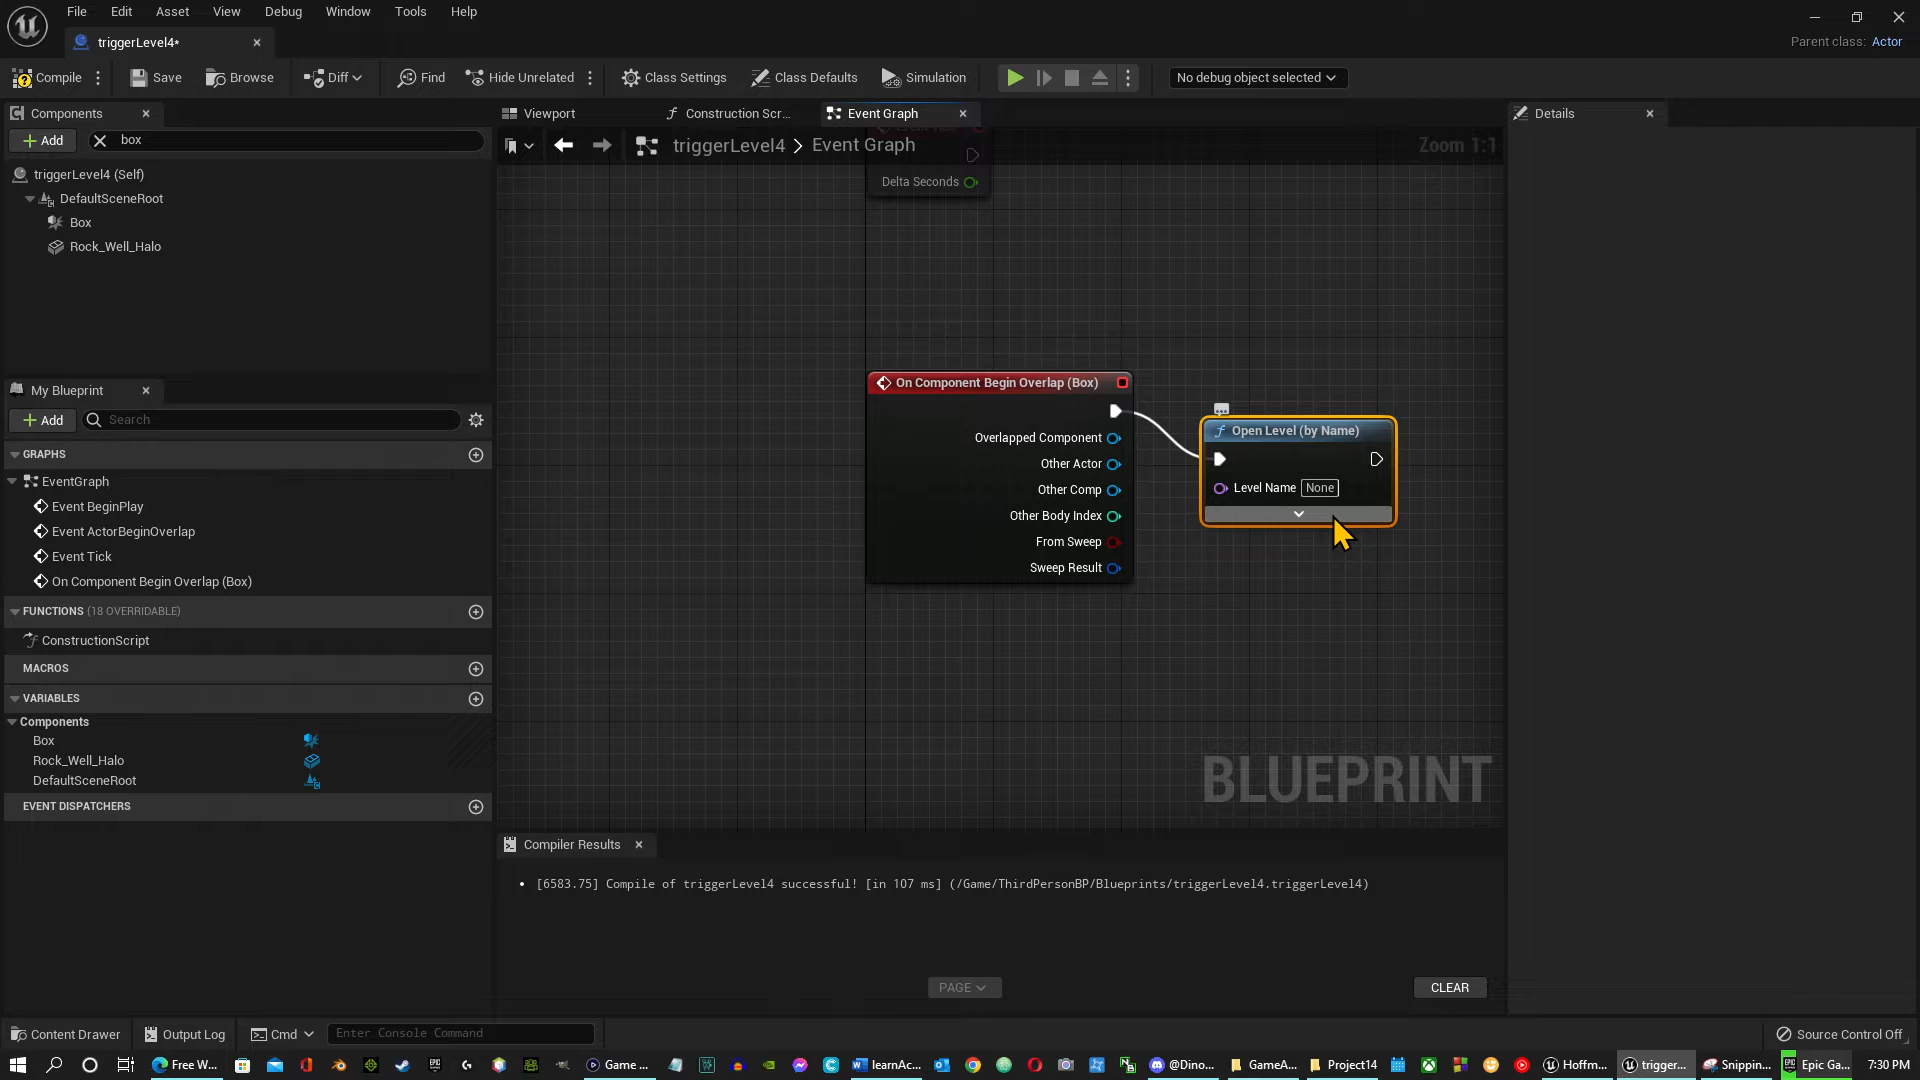 File Edit Asset View Debug Window Tools Help
triggerLevel4*
Parent class: Actor
Compile Save Browse Diff Find Hide Unrelated Class Settings Class Defaults Simulation No debug object selected
Components Viewport Construction Scr... Event Graph Details
Add box
triggerLevel4 > Event Graph Zoom 1:1
triggerLevel4 (Self)
DefaultSceneRoot
Box
Rock_Well_Halo
Delta Seconds
On Component Begin Overlap (Box)
Overlapped Component
Other Actor
Other Comp
Other Body Index
From Sweep
Sweep Result
Open Level (by Name)
Level Name None
BLUEPRINT
My Blueprint
Add Search
GRAPHS
EventGraph
Event BeginPlay
Event ActorBeginOverlap
Event Tick
On Component Begin Overlap (Box)
FUNCTIONS (18 OVERRIDABLE)
ConstructionScript
MACROS
VARIABLES
Components
Box
Rock_Well_Halo
DefaultSceneRoot
EVENT DISPATCHERS
Compiler Results
[6583.75] Compile of triggerLevel4 successful! [in 107 ms] (/Game/ThirdPersonBP/Blueprints/triggerLevel4.triggerLevel4)
PAGE CLEAR
Content Drawer Output Log Cmd Enter Console Command Source Control Off
Free W... Game ... learnAc... @Dino... GameA... Project14 Hoffm... trigger... Snippin... Epic Ga... 7:30 PM